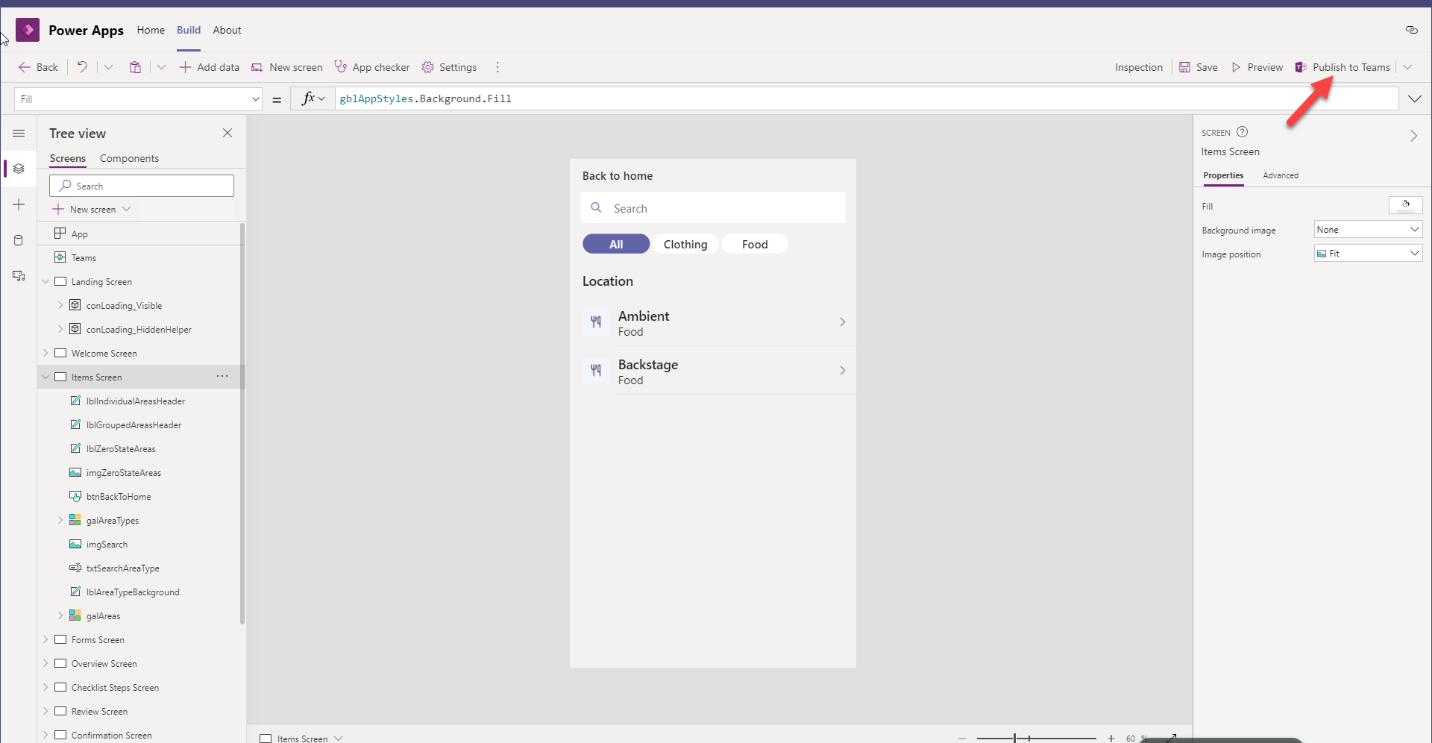 Power Apps Home Build About
Back Add data New screen App checker Settings Inspection Save Preview Publish to Teams
Fill = fx gblAppStyles.Background.Fill
Tree view
Screens Components
Search
New screen
App
Teams
Landing Screen
conLoading_Visible
conLoading_HiddenHelper
Welcome Screen
Items Screen
lblIndividualAreasHeader
lblGroupedAreasHeader
lblZeroStateAreas
imgZeroStateAreas
btnBackToHome
galAreaTypes
imgSearch
txtSearchAreaType
lblAreaTypeBackground
galAreas
Forms Screen
Overview Screen
Checklist Steps Screen
Review Screen
Confirmation Screen
Back to home
Search
All Clothing Food
Location
Ambient
Food
Backstage
Food
Items Screen 60 %
SCREEN
Items Screen
Properties Advanced
Fill
Background image None
Image position Fit